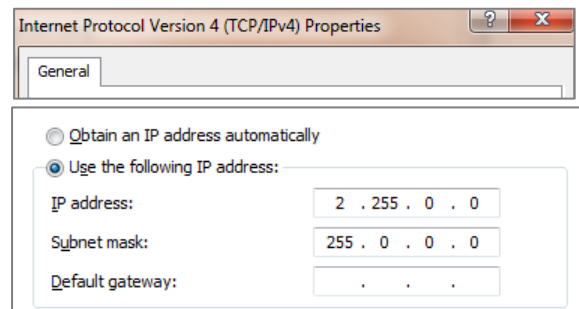 Internet Protocol Version 4 (TCP/IPv4) Properties ? X
General
Obtain an IP address automatically
Use the following IP address:
IP address: 2 . 255 . 0 . 0
Subnet mask: 255 . 0 . 0 . 0
Default gateway: . . .